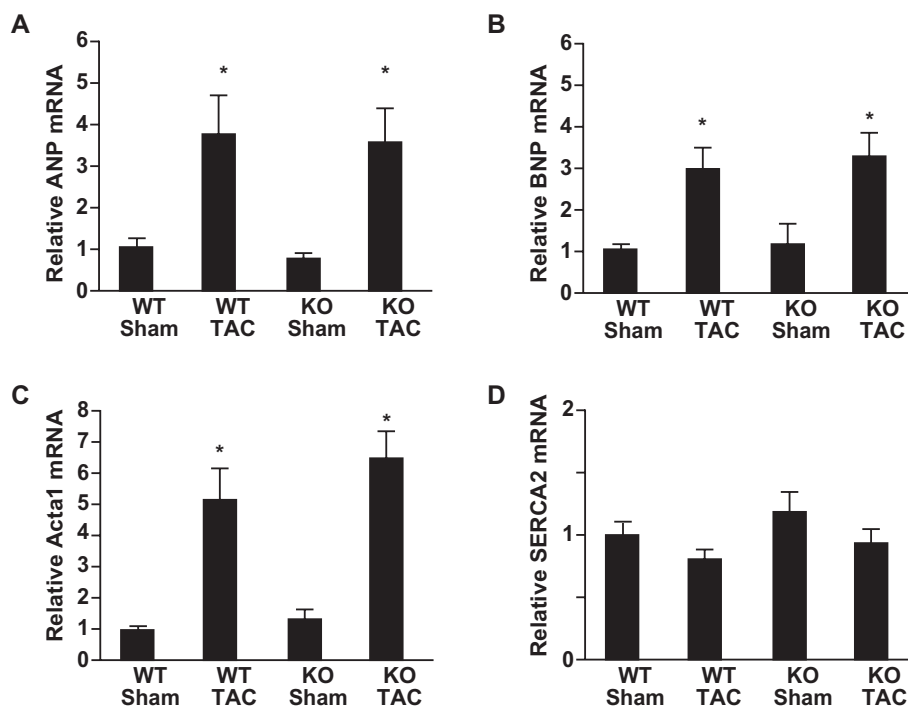 A
Relative ANP mRNA
6
5
4
3
2
1
0
*
*
WT WT KO KO
Sham TAC Sham TAC
B
Relative BNP mRNA
6
5
4
3
2
1
0
*
*
WT WT KO KO
Sham TAC Sham TAC
C
Relative Acta1 mRNA
8
7
6
5
4
3
2
1
0
*
*
WT WT KO KO
Sham TAC Sham TAC
D
Relative SERCA2 mRNA
2
1
0
WT WT KO KO
Sham TAC Sham TAC